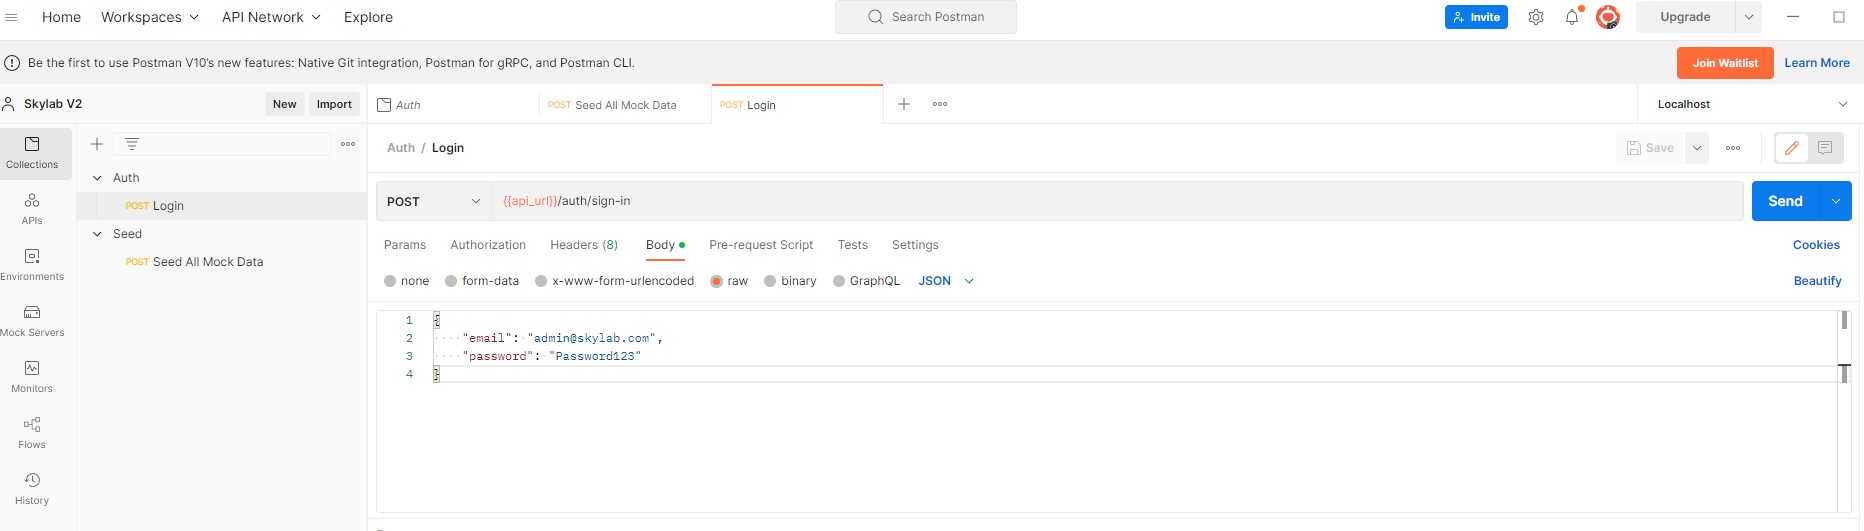 Home Workspaces API Network Explore Search Postman Invite Upgrade
Be the first to use Postman V10's new features: Native Git integration, Postman for gRPC, and Postman CLI. Join Waitlist Learn More
Skylab V2 New Import Auth POST Seed All Mock Data POST Login Localhost
Collections
APIs
Environments
Mock Servers
Monitors
Flows
History
Auth
POST Login
Seed
POST Seed All Mock Data
Auth / Login Save
POST {{api_url}}/auth/sign-in Send
Params Authorization Headers (8) Body Pre-request Script Tests Settings Cookies
none form-data x-www-form-urlencoded raw binary GraphQL JSON Beautify
1 {
2 "email": "admin@skylab.com",
3 "password": "Password123"
4 }